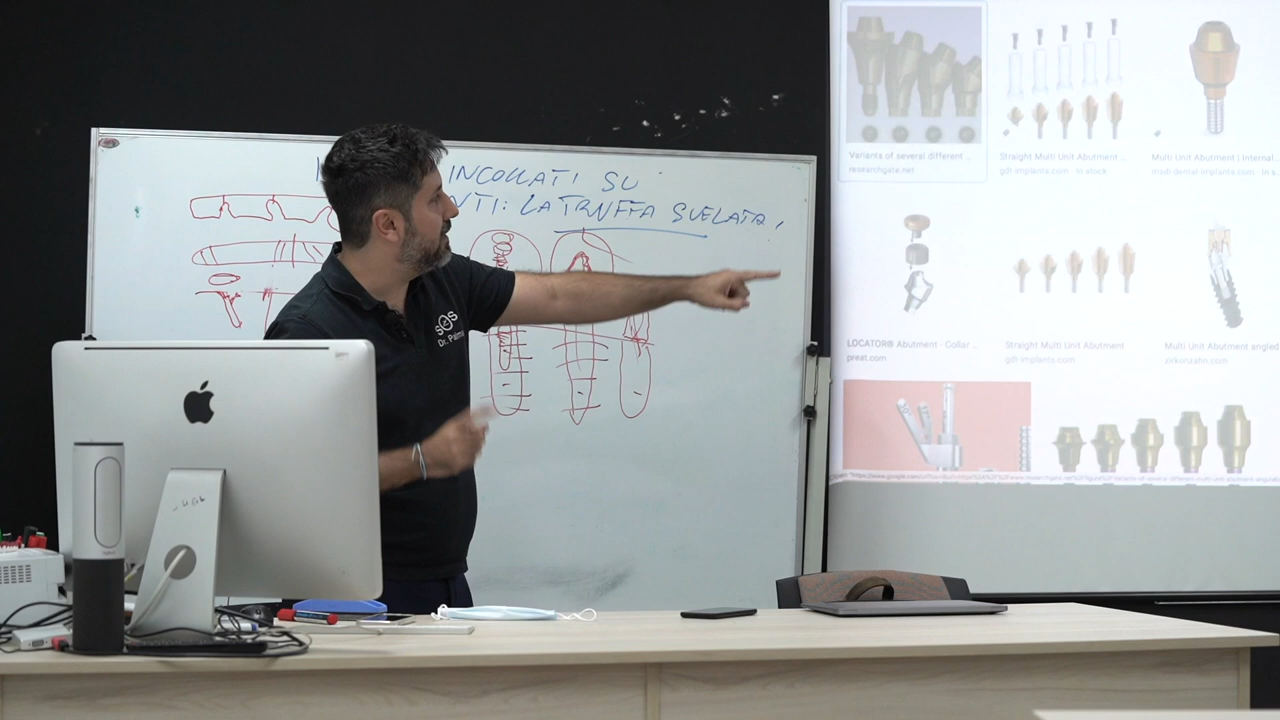 INCOLLATI SU
NTI: LA TRUFFA SVELATA!
SOS
Dr. Palma
Variants of several different ...
researchgate.net
Straight Multi Unit Abutment ...
gdt-implants.com · In stock
Multi Unit Abutment | Internal...
LOCATOR® Abutment - Collar ...
preat.com
Straight Multi Unit Abutment
gdt-implants.com
Multi Unit Abutment angled
zirkonzahn.com